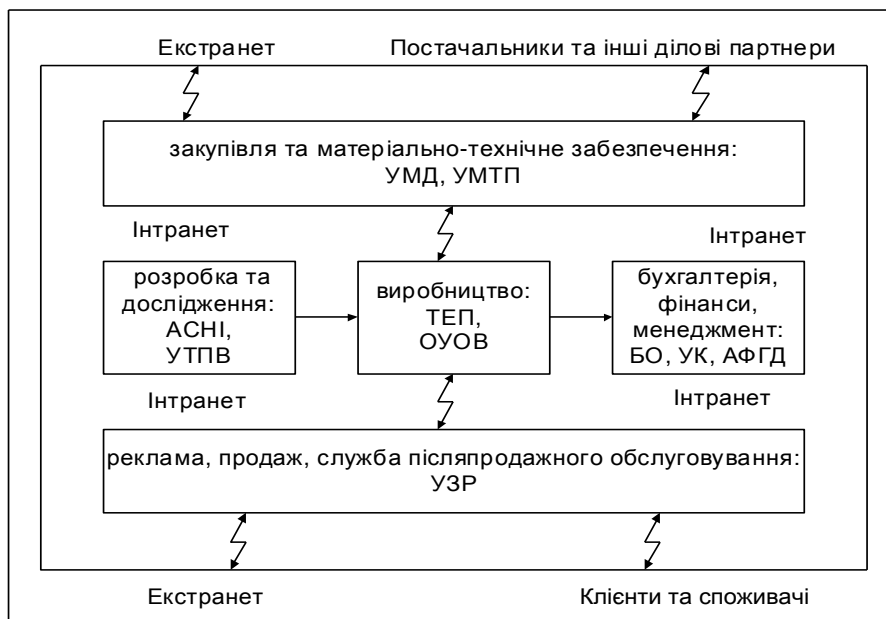 Екстранет
Постачальники та інші ділові партнери
закупівля та матеріально-технічне забезпечення:
УМД, УМТП
Інтранет
Інтранет
розробка та
дослідження:
АСНІ,
УТПВ
виробництво:
ТЕП,
ОУОВ
бухгалтерія,
фінанси,
менеджмент:
БО, УК, АФГД
Інтранет
Інтранет
реклама, продаж, служба післяпродажного обслуговування:
УЗР
Екстранет
Клієнти та споживачі